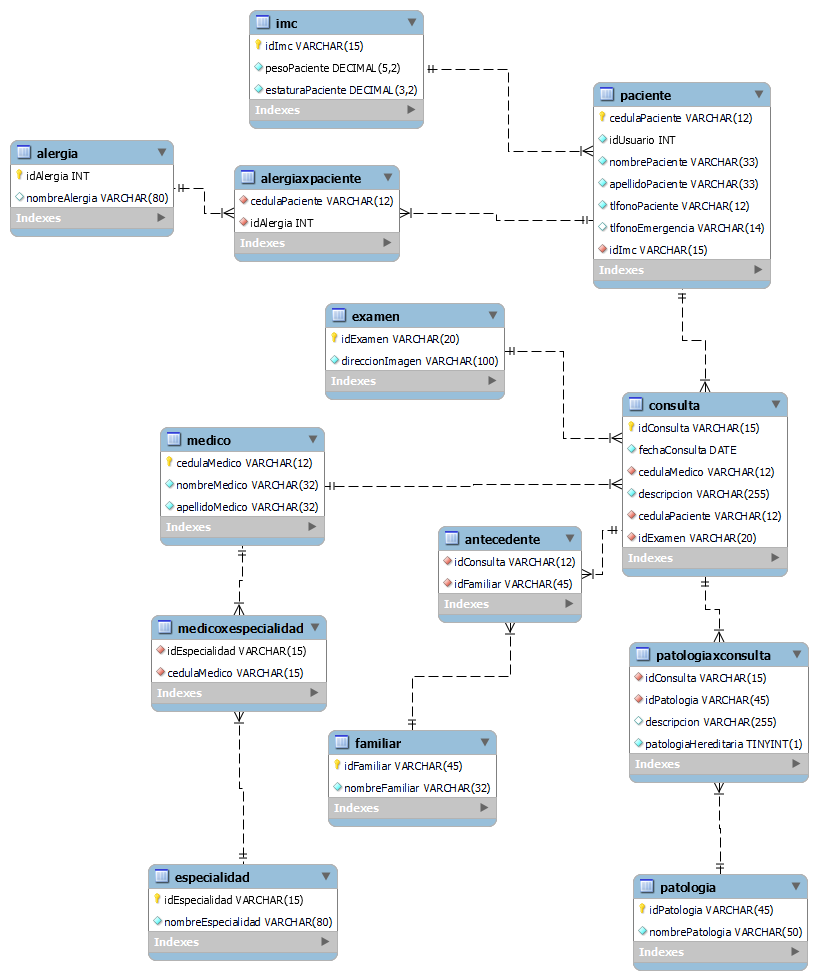 imc
idImc VARCHAR(15)
pesoPaciente DECIMAL(5,2)
estaturaPaciente DECIMAL(3,2)
Indexes
paciente
cedulaPaciente VARCHAR(12)
idUsuario INT
nombrePaciente VARCHAR(33)
apellidoPaciente VARCHAR(33)
tlfonoPaciente VARCHAR(12)
tlfonoEmergencia VARCHAR(14)
idImc VARCHAR(15)
Indexes
alergia
idAlergia INT
nombreAlergia VARCHAR(80)
Indexes
alergiaxpaciente
cedulaPaciente VARCHAR(12)
idAlergia INT
Indexes
examen
idExamen VARCHAR(20)
direccionImagen VARCHAR(100)
Indexes
consulta
idConsulta VARCHAR(15)
fechaConsulta DATE
cedulaMedico VARCHAR(12)
descripcion VARCHAR(255)
cedulaPaciente VARCHAR(12)
idExamen VARCHAR(20)
Indexes
medico
cedulaMedico VARCHAR(12)
nombreMedico VARCHAR(32)
apellidoMedico VARCHAR(32)
Indexes
antecedente
idConsulta VARCHAR(12)
idFamiliar VARCHAR(45)
Indexes
medicoxespecialidad
idEspecialidad VARCHAR(15)
cedulaMedico VARCHAR(15)
Indexes
patologiaxconsulta
idConsulta VARCHAR(15)
idPatologia VARCHAR(45)
descripcion VARCHAR(255)
patologiaHereditaria TINYINT(1)
Indexes
familiar
idFamiliar VARCHAR(45)
nombreFamiliar VARCHAR(32)
Indexes
especialidad
idEspecialidad VARCHAR(15)
nombreEspecialidad VARCHAR(80)
Indexes
patologia
idPatologia VARCHAR(45)
nombrePatologia VARCHAR(50)
Indexes